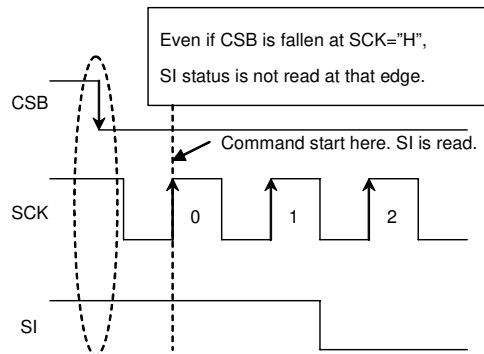 Even if CSB is fallen at SCK=”H”,
SI status is not read at that edge.
CSB
Command start here. SI is read.
SCK
0
1
2
SI